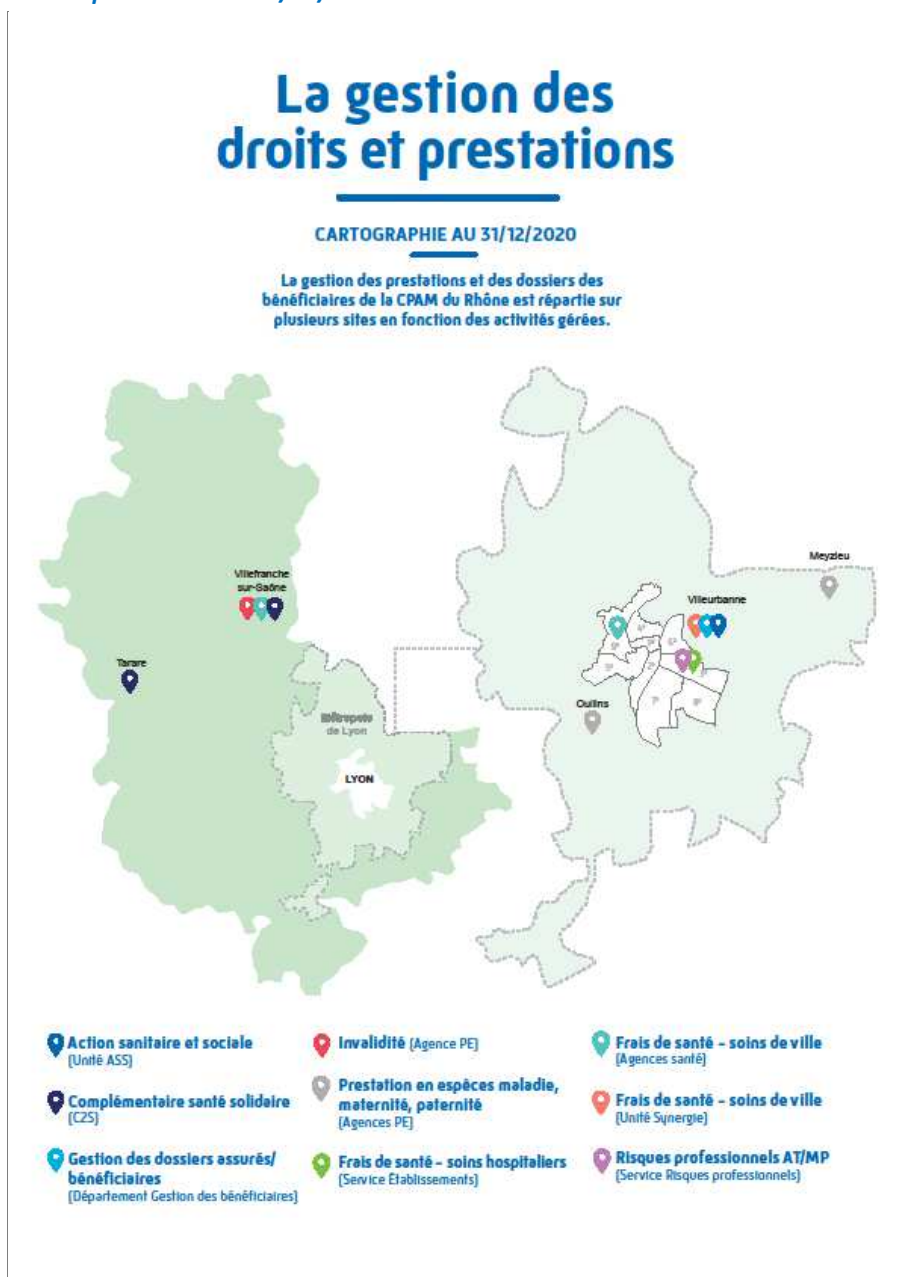 La gestion des
droits et prestations
CARTOGRAPHIE AU 31/12/2020
La gestion des prestations et des dossiers des
bénéficiaires de la CPAM du Rhône est répartie sur
plusieurs sites en fonction des activités gérées.
Meyzieu
Villefranche
sur-Saône
Villeurbanne
Tarare
Oullins
Métropole
de Lyon
LYON
Action sanitaire et sociale
(Unité ASS)
Complémentaire santé solidaire
(C2S)
Gestion des dossiers assurés/
bénéficiaires
(Département Gestion des bénéficiaires)
Invalidité (Agence PE)
Prestation en espèces maladie,
maternité, paternité
(Agences PE)
Frais de santé - soins hospitaliers
(Service Établissements)
Frais de santé - soins de ville
(Agences santé)
Frais de santé - soins de ville
(Unité Synergie)
Risques professionnels AT/MP
(Service Risques professionnels)